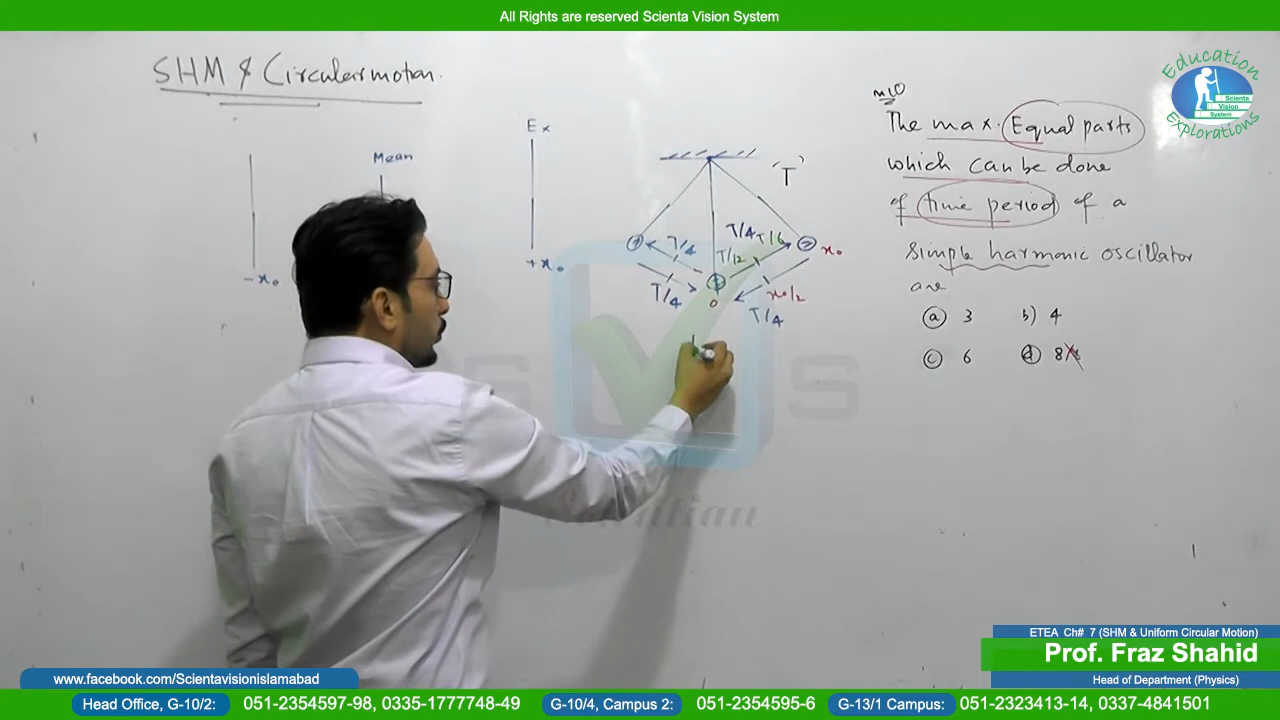 All Rights are reserved Scienta Vision System
SHM & Circular motion.
Mean
Ex
-x₀
+x₀
"T"
T/4
T/4
T/6
T/12
x₀
T/4
0
x₀/2
T/4
Education
Scienta
Vision
System
Explorations
The max. Equal parts
which can be done
of time period of a
simple harmonic oscillator
are
(a) 3 b) 4
(c) 6 (d) 8
ETEA Ch# 7 (SHM & Uniform Circular Motion)
Prof. Fraz Shahid
Head of Department (Physics)
www.facebook.com/Scientavisionislamabad
Head Office, G-10/2: 051-2354597-98, 0335-1777748-49 G-10/4, Campus 2: 051-2354595-6 G-13/1 Campus: 051-2323413-14, 0337-4841501